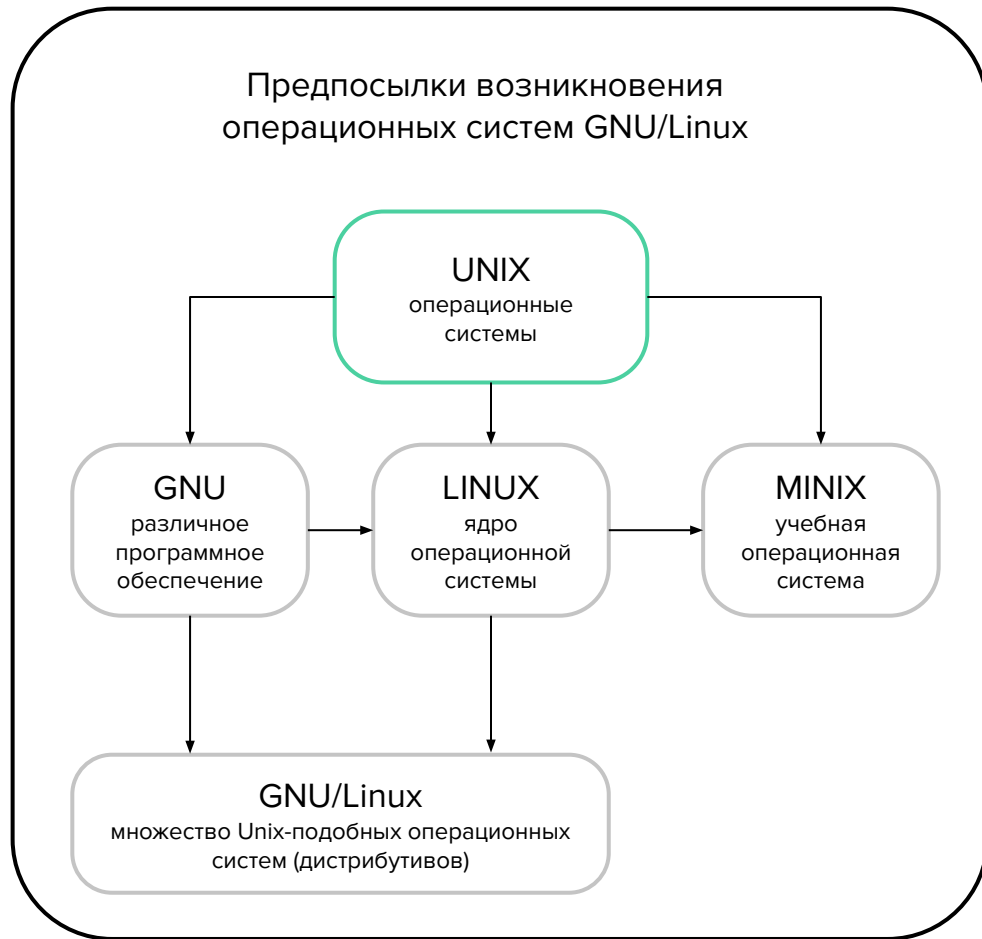 Предпосылки возникновения
операционных систем GNU/Linux
UNIX
операционные
системы
GNU
различное
программное
обеспечение
LINUX
ядро
операционной
системы
MINIX
учебная
операционная
система
GNU/Linux
множество Unix-подобных операционных
систем (дистрибутивов)